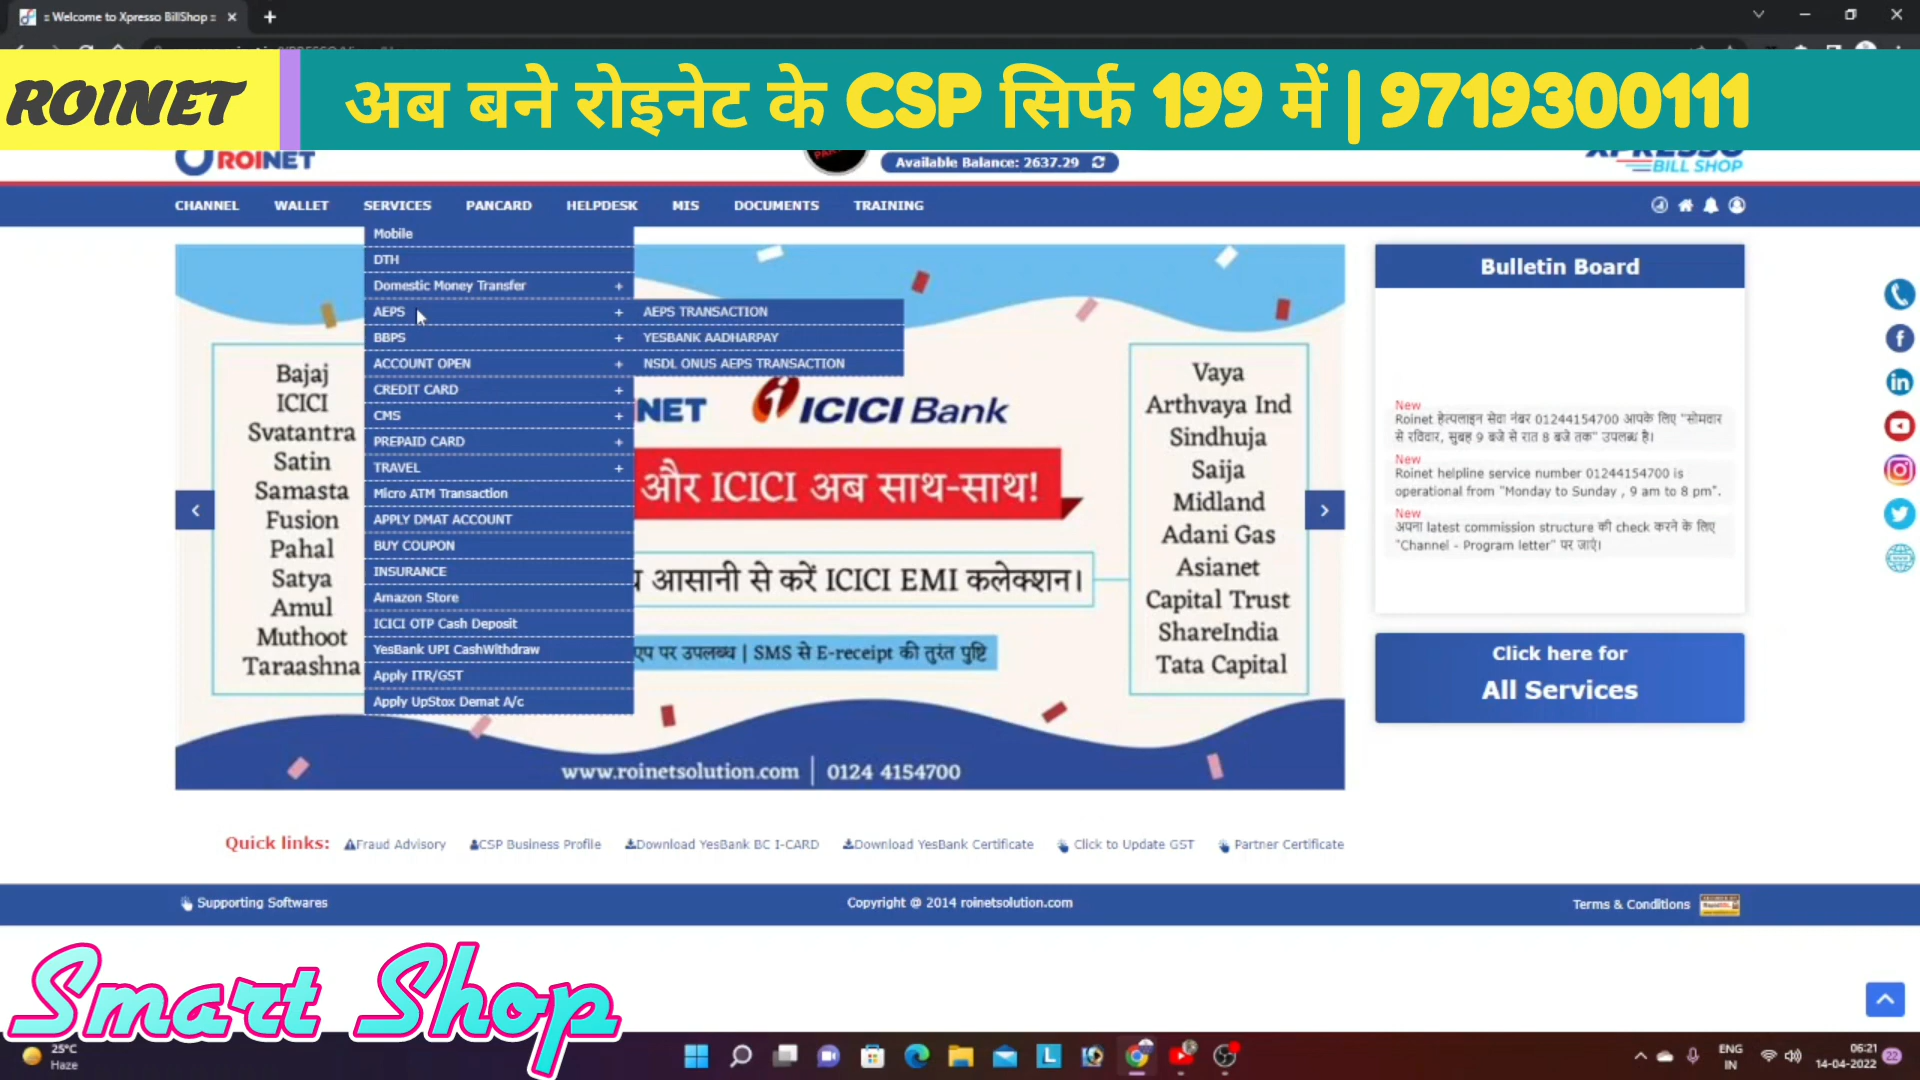 :: Welcome to Xpresso BillShop ::
ROINET
अब बने रोइनेट के CSP सिर्फ 199 में | 9719300111
ROINET
Available Balance: 2637.29
XPRESSO
BILL SHOP
CHANNEL WALLET SERVICES PANCARD HELPDESK MIS DOCUMENTS TRAINING
Mobile
DTH
Domestic Money Transfer +
AEPS +
BBPS +
ACCOUNT OPEN +
CREDIT CARD +
CMS +
PREPAID CARD +
TRAVEL +
Micro ATM Transaction
APPLY DMAT ACCOUNT
BUY COUPON
INSURANCE
Amazon Store
ICICI OTP Cash Deposit
YesBank UPI CashWithdraw
Apply ITR/GST
Apply UpStox Demat A/c
AEPS TRANSACTION
YESBANK AADHARPAY
NSDL ONUS AEPS TRANSACTION
Bajaj
ICICI
Svatantra
Satin
Samasta
Fusion
Pahal
Satya
Amul
Muthoot
Taraashna
NET ICICI Bank
और ICICI अब साथ-साथ!
आसानी से करें ICICI EMI कलेक्शन।
एप पर उपलब्ध | SMS से E-receipt की तुरंत पुष्टि
Vaya
Arthvaya Ind
Sindhuja
Saija
Midland
Adani Gas
Asianet
Capital Trust
ShareIndia
Tata Capital
www.roinetsolution.com | 0124 4154700
Bulletin Board
New
Roinet हेल्पलाइन सेवा नंबर 01244154700 आपके लिए "सोमवार
से रविवार, सुबह 9 बजे से रात 8 बजे तक" उपलब्ध है।
New
Roinet helpline service number 01244154700 is
operational from "Monday to Sunday , 9 am to 8 pm".
New
अपना latest commission structure की check करने के लिए
"Channel - Program letter" पर जाएं।
Click here for
All Services
Quick links: Fraud Advisory CSP Business Profile Download YesBank BC I-CARD Download YesBank Certificate Click to Update GST Partner Certificate
Supporting Softwares Copyright @ 2014 roinetsolution.com Terms & Conditions
Smart Shop
25°C
Haze
ENG
IN
06:21
14-04-2022
22